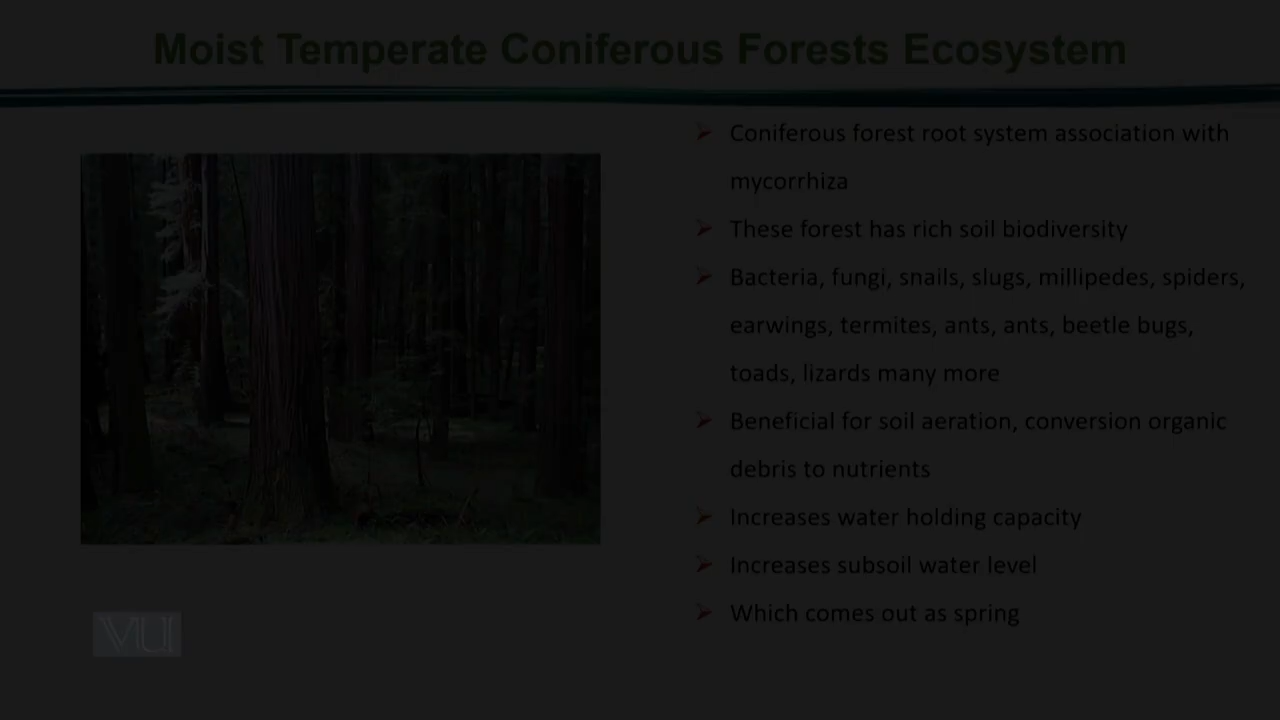 Moist Temperate Coniferous Forests Ecosystem
Coniferous forest root system association with
mycorrhiza
These forest has rich soil biodiversity
Bacteria, fungi, snails, slugs, millipedes, spiders,
earwings, termites, ants, ants, beetle bugs,
toads, lizards many more
Beneficial for soil aeration, conversion organic
debris to nutrients
Increases water holding capacity
Increases subsoil water level
Which comes out as spring
VU